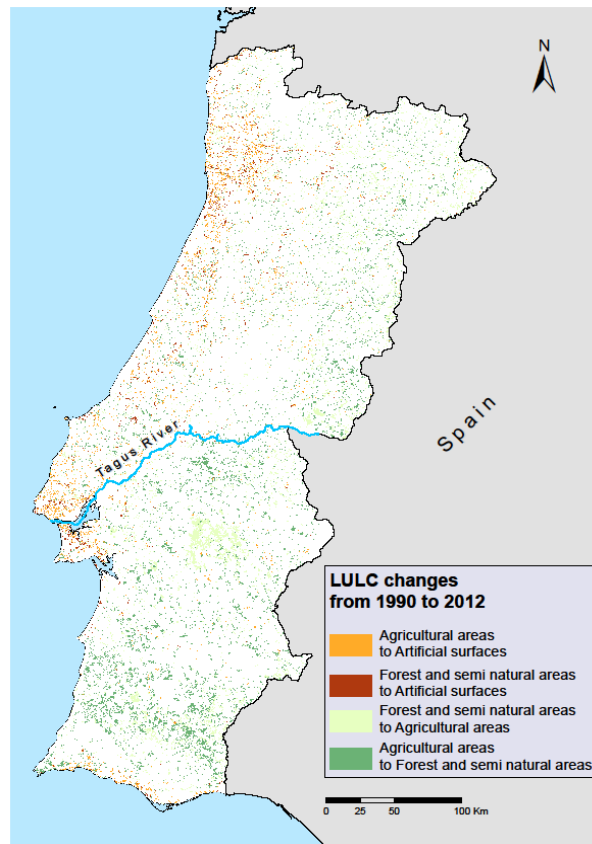 N
Spain
Tagus River
LULC changes
from 1990 to 2012
Agricultural areas
to Artificial surfaces
Forest and semi natural areas
to Artificial surfaces
Forest and semi natural areas
to Agricultural areas
Agricultural areas
to Forest and semi natural areas
0 25 50 100 Km